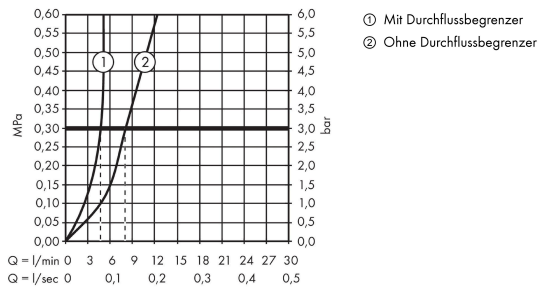 0,60 6,0 ① Mit Durchflussbegrenzer
0,55 5,5 ② Ohne Durchflussbegrenzer
0,50 5,0
0,45 ① ② 4,5
0,40 4,0
0,35 3,5
MPa 0,30 3,0 bar
0,25 2,5
0,20 2,0
0,15 1,5
0,10 1,0
0,05 0,5
0,00 0,0
Q = l/min 0 3 6 9 12 15 18 21 24 27 30
Q = l/sec 0 0,1 0,2 0,3 0,4 0,5